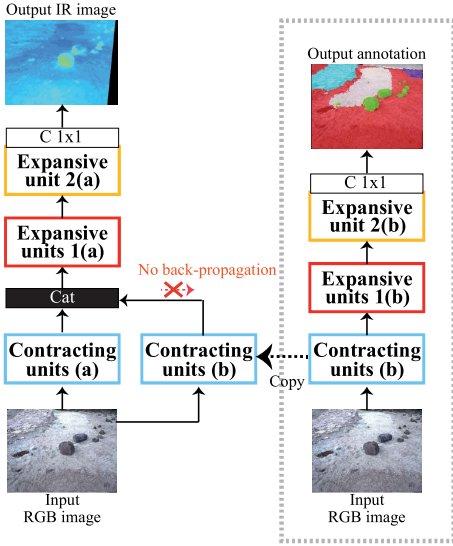 Output IR image
C 1x1
Expansive
unit 2(a)
Expansive
units 1(a)
Cat
Contracting
units (a)
Input
RGB image
No back-propagation
Contracting
units (b)
Copy
Output annotation
C 1x1
Expansive
unit 2(b)
Expansive
units 1(b)
Contracting
units (b)
Input
RGB image